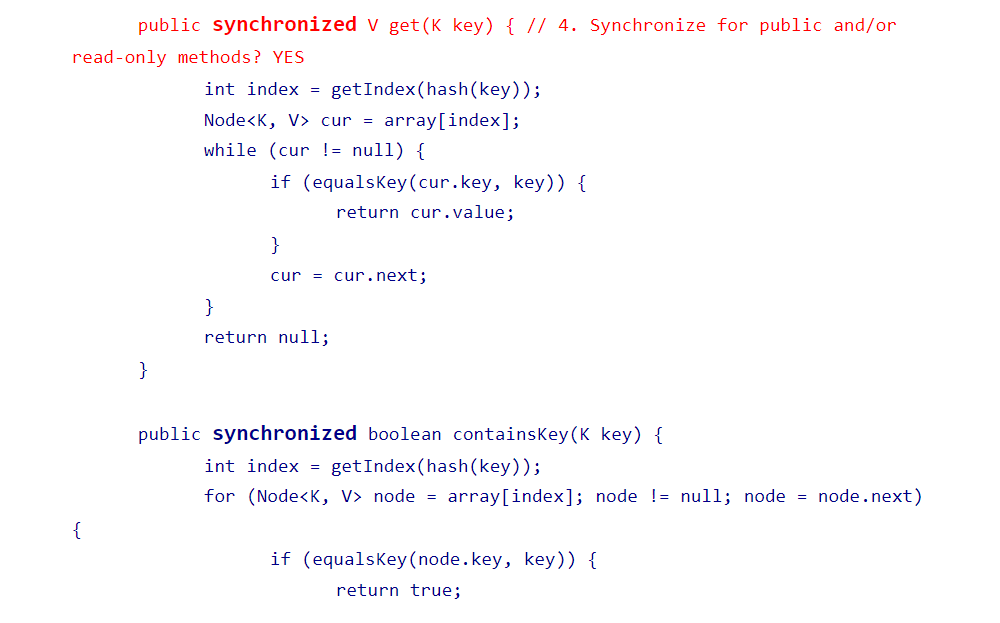 public synchronized V get(K key) { // 4. Synchronize for public and/or
read-only methods? YES
int index = getIndex(hash(key));
Node<K, V> cur = array[index];
while (cur != null) {
if (equalsKey(cur.key, key)) {
return cur.value;
}
cur = cur.next;
}
return null;
}
public synchronized boolean containsKey(K key) {
int index = getIndex(hash(key));
for (Node<K, V> node = array[index]; node != null; node = node.next)
{
if (equalsKey(node.key, key)) {
return true;